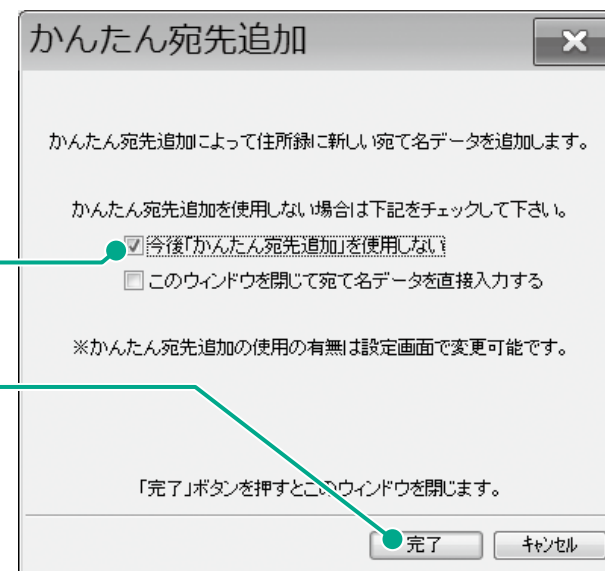 かんたん宛先追加
かんたん宛先追加によって住所録に新しい宛て名データを追加します。
かんたん宛先追加を使用しない場合は下記をチェックして下さい。
今後「かんたん宛先追加」を使用しない
このウィンドウを閉じて宛て名データを直接入力する
※かんたん宛先追加の使用の有無は設定画面で変更可能です。
「完了」ボタンを押すとこのウィンドウを閉じます。
完了
キャンセル